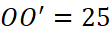 𝑂𝑂′ = 25